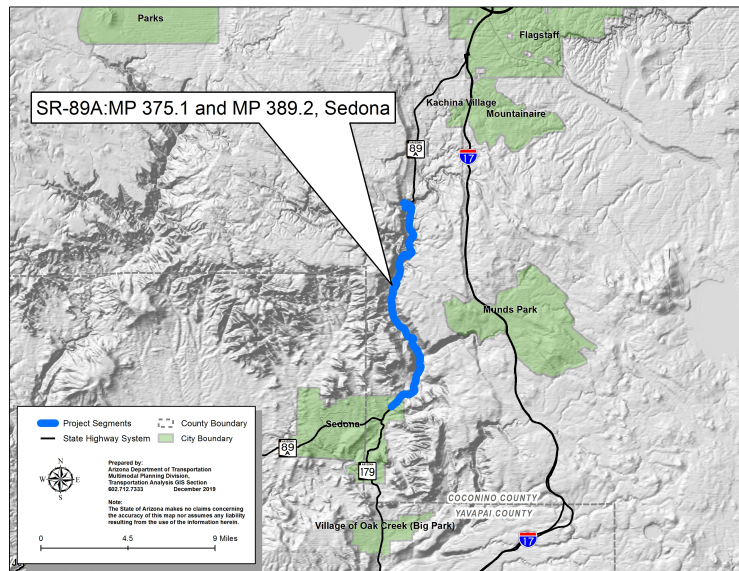 Parks
Flagstaff
SR-89A:MP 375.1 and MP 389.2, Sedona
Kachina Village
Mountainaire
89
A
17
Munds Park
Sedona
89
A
179
COCONINO COUNTY
YAVAPAI COUNTY
Village of Oak Creek (Big Park)
17
Project Segments
County Boundary
State Highway System
City Boundary
N
W
E
S
Prepared by:
Arizona Department of Transportation
Multimodal Planning Division,
Transportation Analysis GIS Section
602.712.7333 December 2019
Note:
The State of Arizona makes no claims concerning
the accuracy of this map nor assumes any liability
resulting from the use of the information herein.
0 4.5 9 Miles